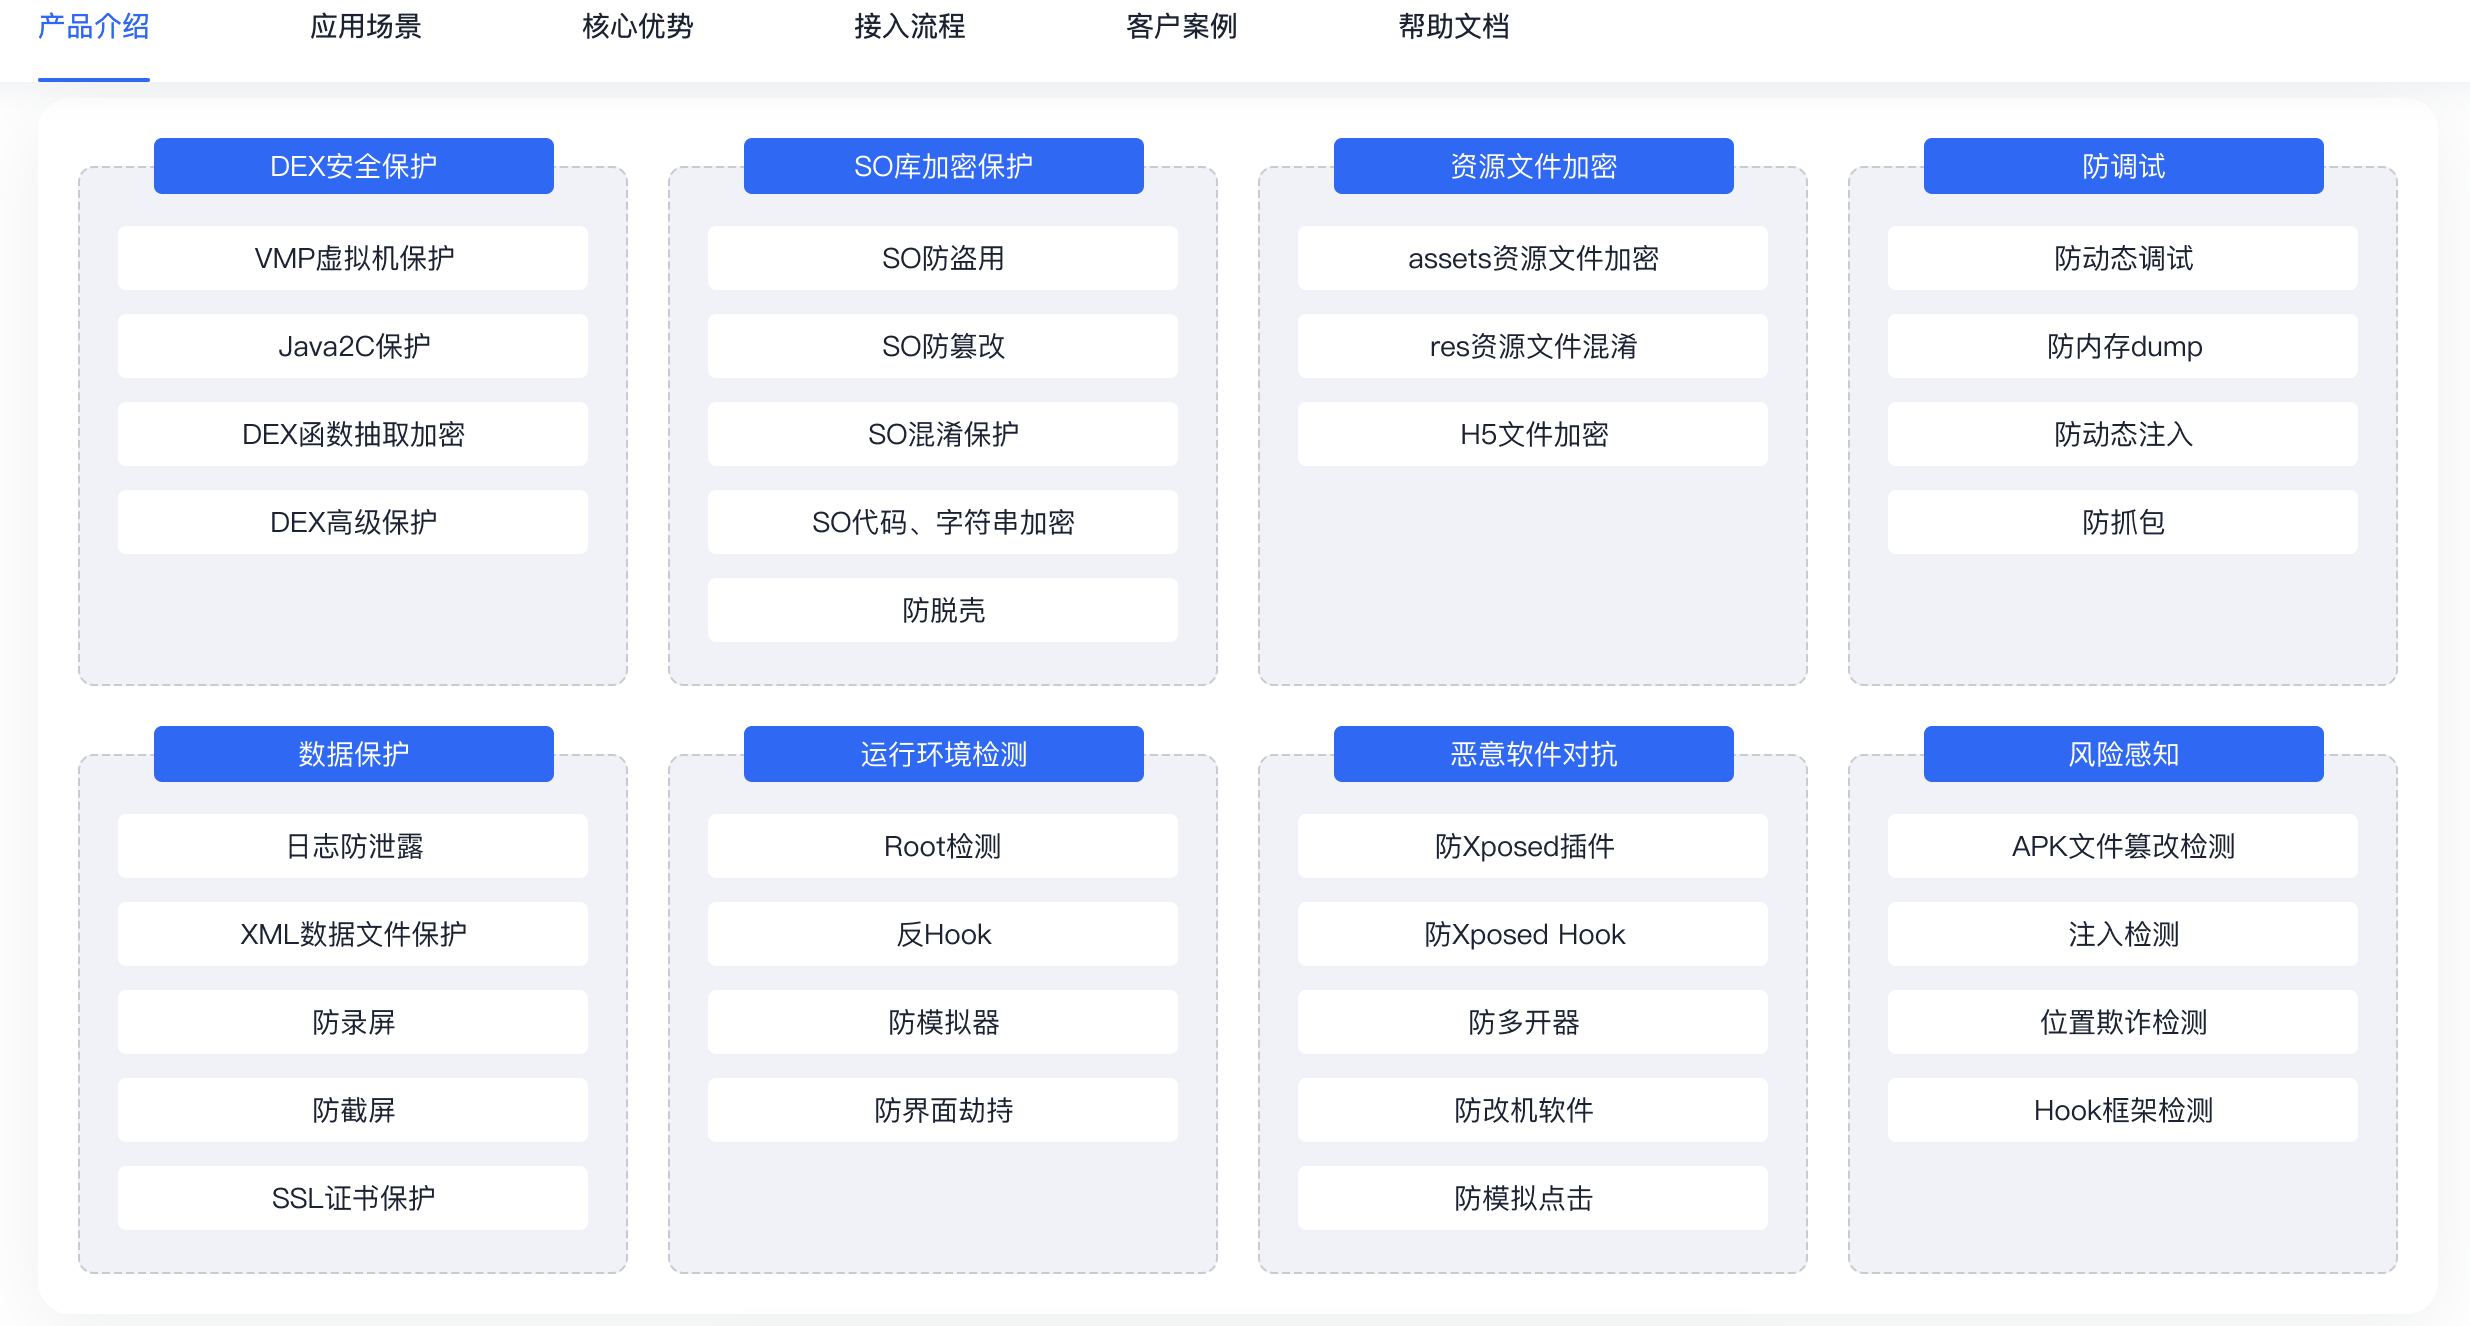 产品介绍
应用场景
核心优势
接入流程
客户案例
帮助文档
DEX安全保护
VMP虚拟机保护
Java2C保护
DEX函数抽取加密
DEX高级保护
SO库加密保护
SO防盗用
SO防篡改
SO混淆保护
SO代码、字符串加密
防脱壳
资源文件加密
assets资源文件加密
res资源文件混淆
H5文件加密
防调试
防动态调试
防内存dump
防动态注入
防抓包
数据保护
日志防泄露
XML数据文件保护
防录屏
防截屏
SSL证书保护
运行环境检测
Root检测
反Hook
防模拟器
防界面劫持
恶意软件对抗
防Xposed插件
防Xposed Hook
防多开器
防改机软件
防模拟点击
风险感知
APK文件篡改检测
注入检测
位置欺诈检测
Hook框架检测